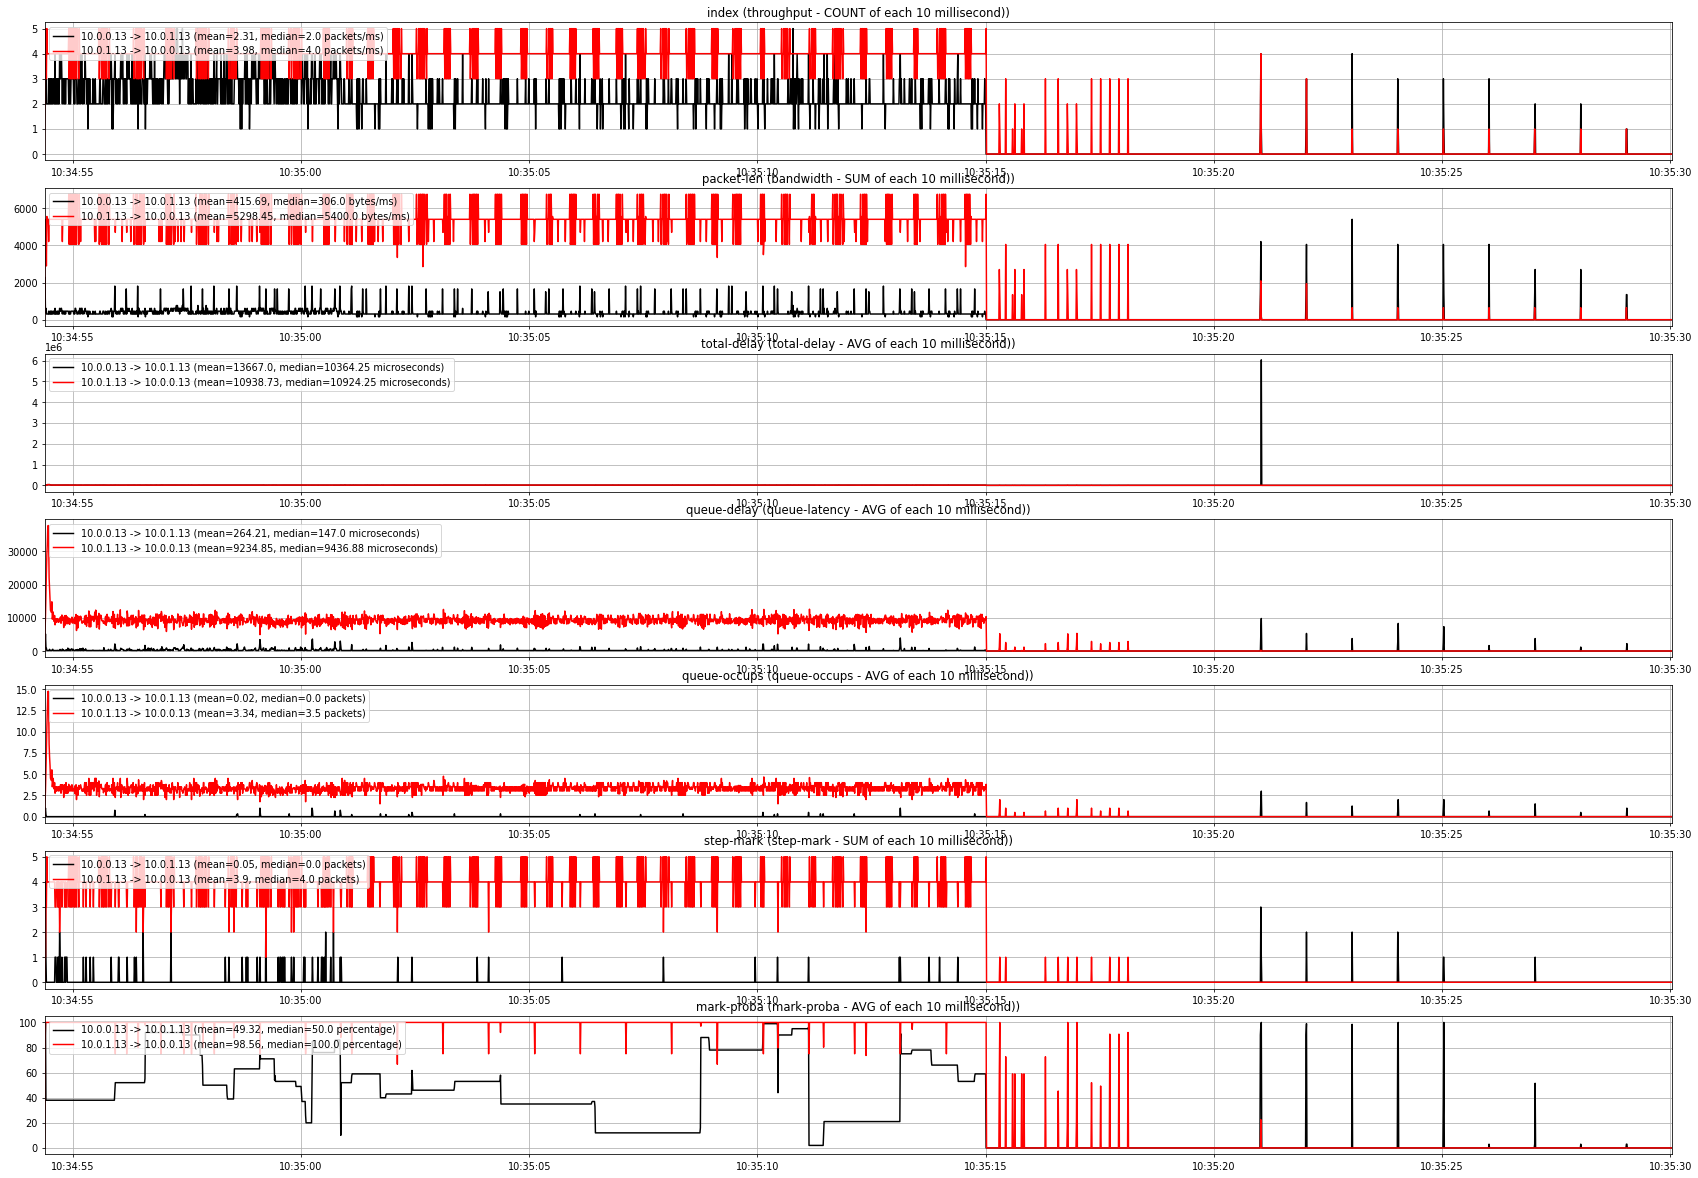 index (throughput - COUNT of each 10 millisecond))
10.0.0.13 -> 10.0.1.13 (mean=2.31, median=2.0 packets/ms)
10.0.1.13 -> 10.0.0.13 (mean=3.98, median=4.0 packets/ms)
5
4
3
2
1
0
10:34:55 10:35:00 10:35:05 10:35:10 10:35:15 10:35:20 10:35:25 10:35:30
packet-len (bandwidth - SUM of each 10 millisecond))
10.0.0.13 -> 10.0.1.13 (mean=415.69, median=306.0 bytes/ms)
10.0.1.13 -> 10.0.0.13 (mean=5298.45, median=5400.0 bytes/ms)
6000
4000
2000
0
10:34:55 10:35:00 10:35:05 10:35:10 10:35:15 10:35:20 10:35:25 10:35:30
1e6
total-delay (total-delay - AVG of each 10 millisecond))
10.0.0.13 -> 10.0.1.13 (mean=13667.0, median=10364.25 microseconds)
10.0.1.13 -> 10.0.0.13 (mean=10938.73, median=10924.25 microseconds)
6
5
4
3
2
1
0
10:34:55 10:35:00 10:35:05 10:35:10 10:35:15 10:35:20 10:35:25 10:35:30
queue-delay (queue-latency - AVG of each 10 millisecond))
10.0.0.13 -> 10.0.1.13 (mean=264.21, median=147.0 microseconds)
10.0.1.13 -> 10.0.0.13 (mean=9234.85, median=9436.88 microseconds)
30000
20000
10000
0
10:34:55 10:35:00 10:35:05 10:35:10 10:35:15 10:35:20 10:35:25 10:35:30
queue-occups (queue-occups - AVG of each 10 millisecond))
10.0.0.13 -> 10.0.1.13 (mean=0.02, median=0.0 packets)
10.0.1.13 -> 10.0.0.13 (mean=3.34, median=3.5 packets)
15.0
12.5
10.0
7.5
5.0
2.5
0.0
10:34:55 10:35:00 10:35:05 10:35:10 10:35:15 10:35:20 10:35:25 10:35:30
step-mark (step-mark - SUM of each 10 millisecond))
10.0.0.13 -> 10.0.1.13 (mean=0.05, median=0.0 packets)
10.0.1.13 -> 10.0.0.13 (mean=3.9, median=4.0 packets)
5
4
3
2
1
0
10:34:55 10:35:00 10:35:05 10:35:10 10:35:15 10:35:20 10:35:25 10:35:30
mark-proba (mark-proba - AVG of each 10 millisecond))
10.0.0.13 -> 10.0.1.13 (mean=49.32, median=50.0 percentage)
10.0.1.13 -> 10.0.0.13 (mean=98.56, median=100.0 percentage)
100
80
60
40
20
0
10:34:55 10:35:00 10:35:05 10:35:10 10:35:15 10:35:20 10:35:25 10:35:30